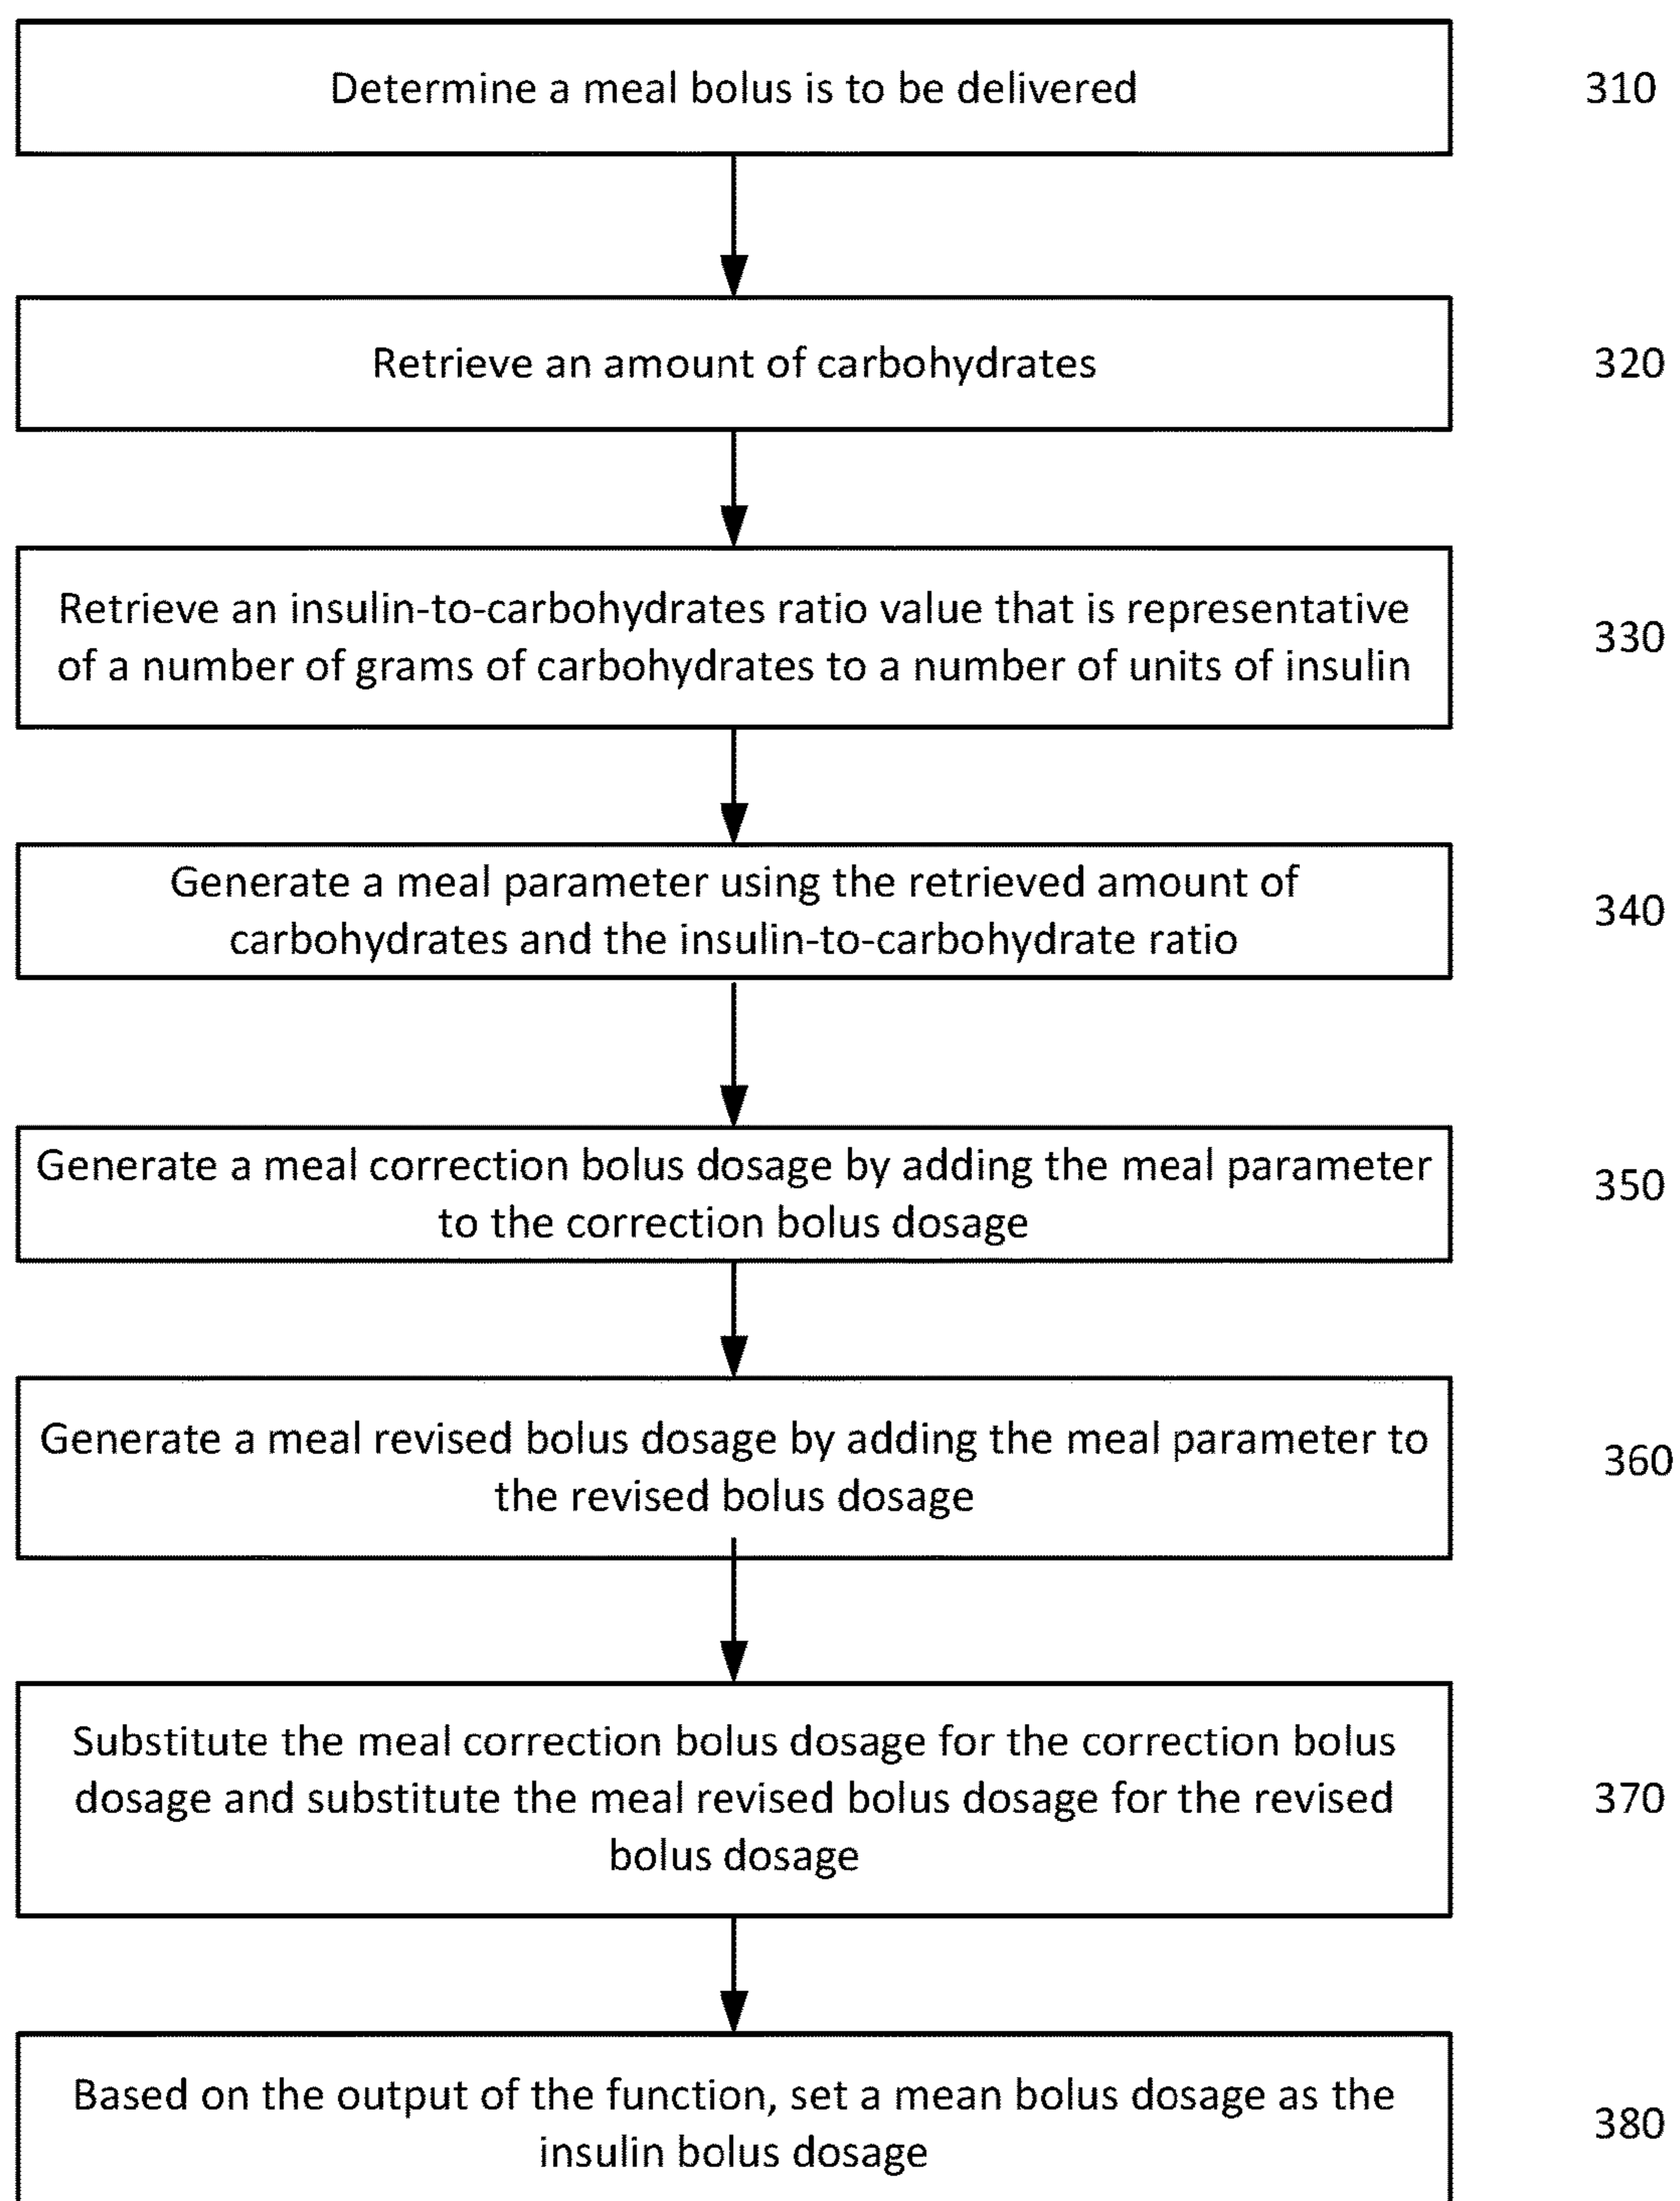 Determine a meal bolus is to be delivered
310
Retrieve an amount of carbohydrates
320
Retrieve an insulin-to-carbohydrates ratio value that is representative
of a number of grams of carbohydrates to a number of units of insulin
330
Generate a meal parameter using the retrieved amount of
carbohydrates and the insulin-to-carbohydrate ratio
340
Generate a meal correction bolus dosage by adding the meal parameter
to the correction bolus dosage
350
Generate a meal revised bolus dosage by adding the meal parameter to
the revised bolus dosage
360
Substitute the meal correction bolus dosage for the correction bolus
dosage and substitute the meal revised bolus dosage for the revised
bolus dosage
370
Based on the output of the function, set a mean bolus dosage as the
insulin bolus dosage
380